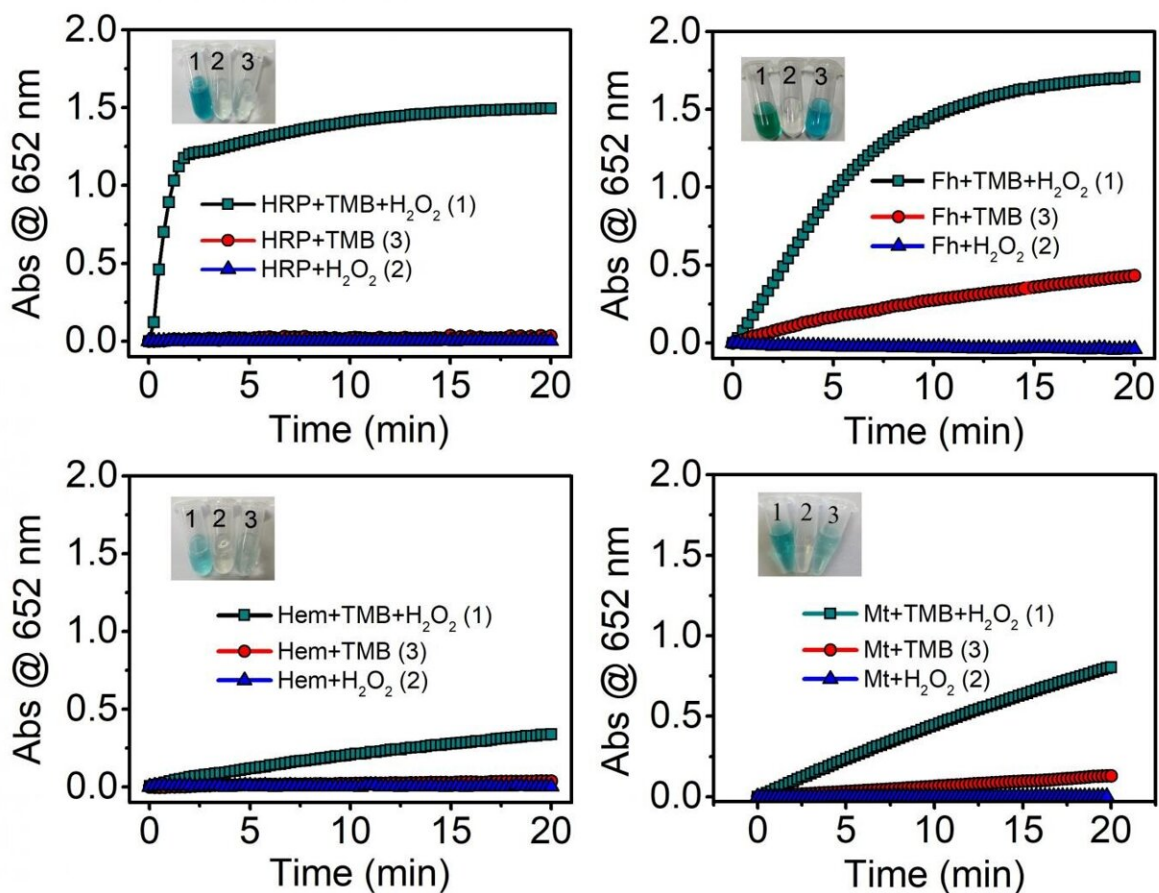 2.0
1.5
1.0
0.5
0.0
Abs @ 652 nm
1 2 3
HRP+TMB+H₂O₂ (1)
HRP+TMB (3)
HRP+H₂O₂ (2)
0 5 10 15 20
Time (min)
2.0
1.5
1.0
0.5
0.0
Abs @ 652 nm
1 2 3
Fh+TMB+H₂O₂ (1)
Fh+TMB (3)
Fh+H₂O₂ (2)
0 5 10 15 20
Time (min)
2.0
1.5
1.0
0.5
0.0
Abs @ 652 nm
1 2 3
Hem+TMB+H₂O₂ (1)
Hem+TMB (3)
Hem+H₂O₂ (2)
0 5 10 15 20
Time (min)
2.0
1.5
1.0
0.5
0.0
Abs @ 652 nm
1 2 3
Mt+TMB+H₂O₂ (1)
Mt+TMB (3)
Mt+H₂O₂ (2)
0 5 10 15 20
Time (min)